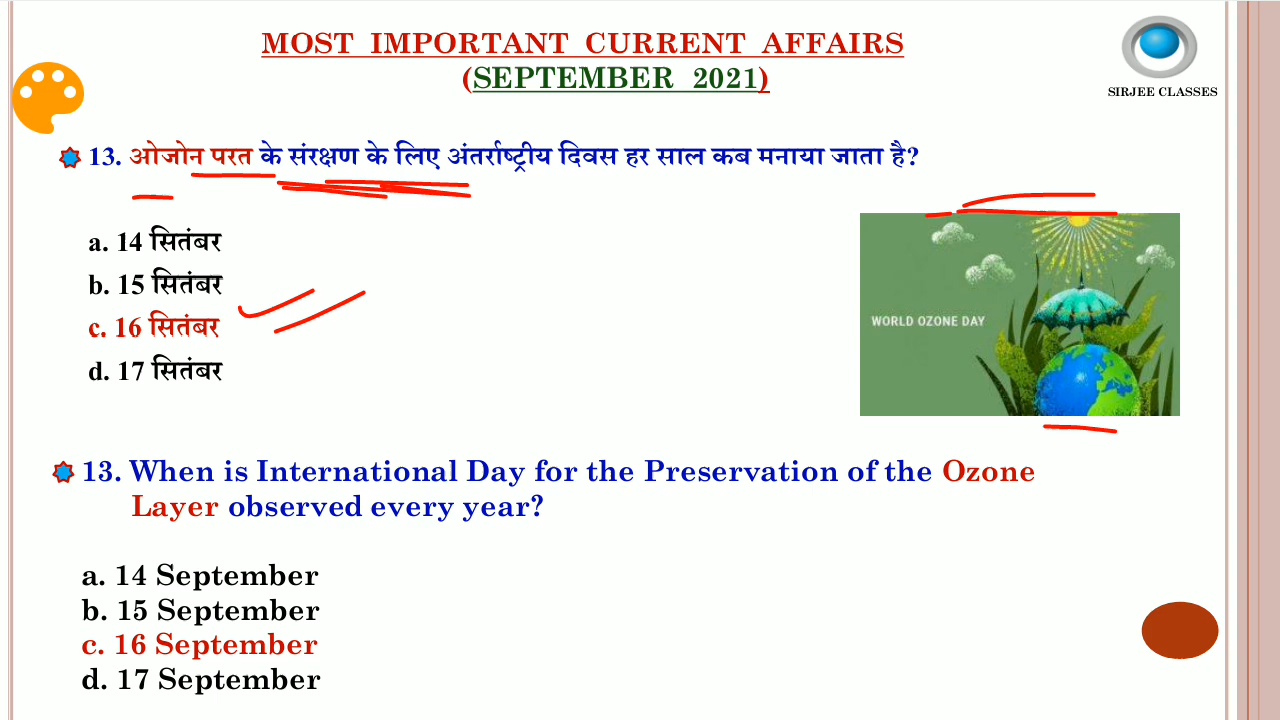 MOST IMPORTANT CURRENT AFFAIRS
(SEPTEMBER 2021)
SIRJEE CLASSES
13. ओजोन परत के संरक्षण के लिए अंतर्राष्ट्रीय दिवस हर साल कब मनाया जाता है?
a. 14 सितंबर
b. 15 सितंबर
c. 16 सितंबर
d. 17 सितंबर
WORLD OZONE DAY
13. When is International Day for the Preservation of the Ozone
Layer observed every year?
a. 14 September
b. 15 September
c. 16 September
d. 17 September